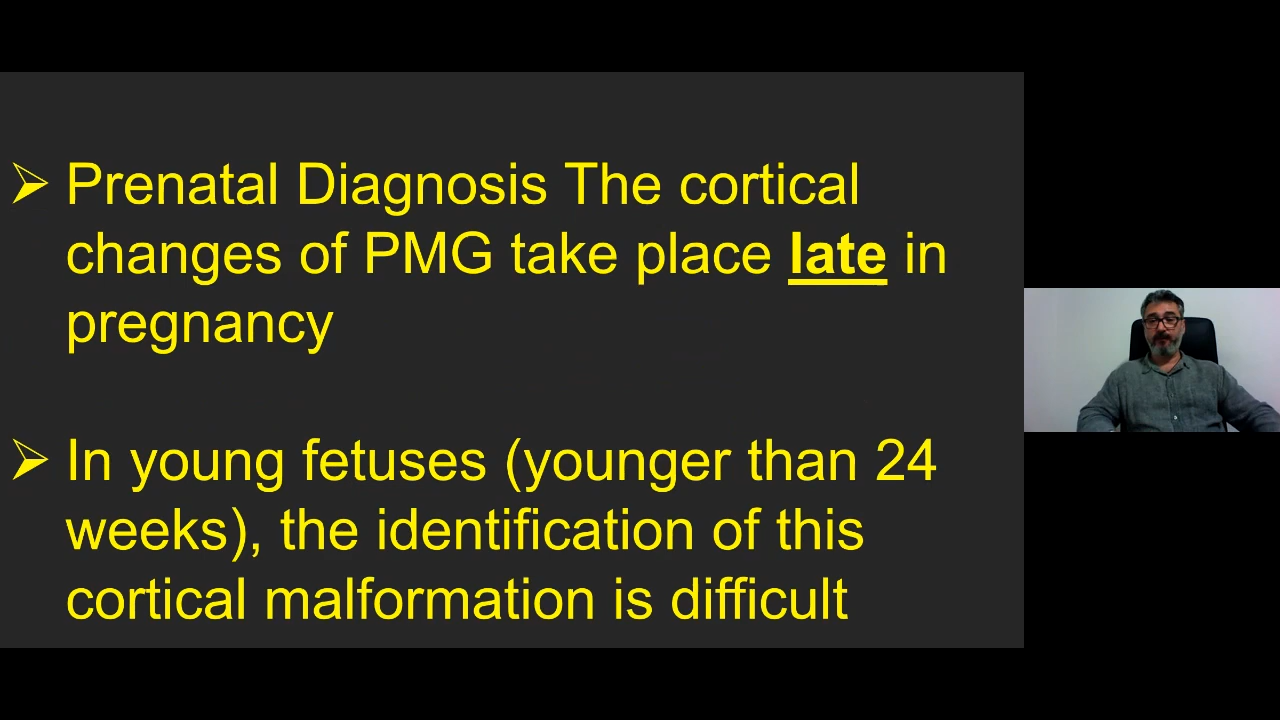 ➢ Prenatal Diagnosis The cortical
changes of PMG take place late in
pregnancy
➢ In young fetuses (younger than 24
weeks), the identification of this
cortical malformation is difficult